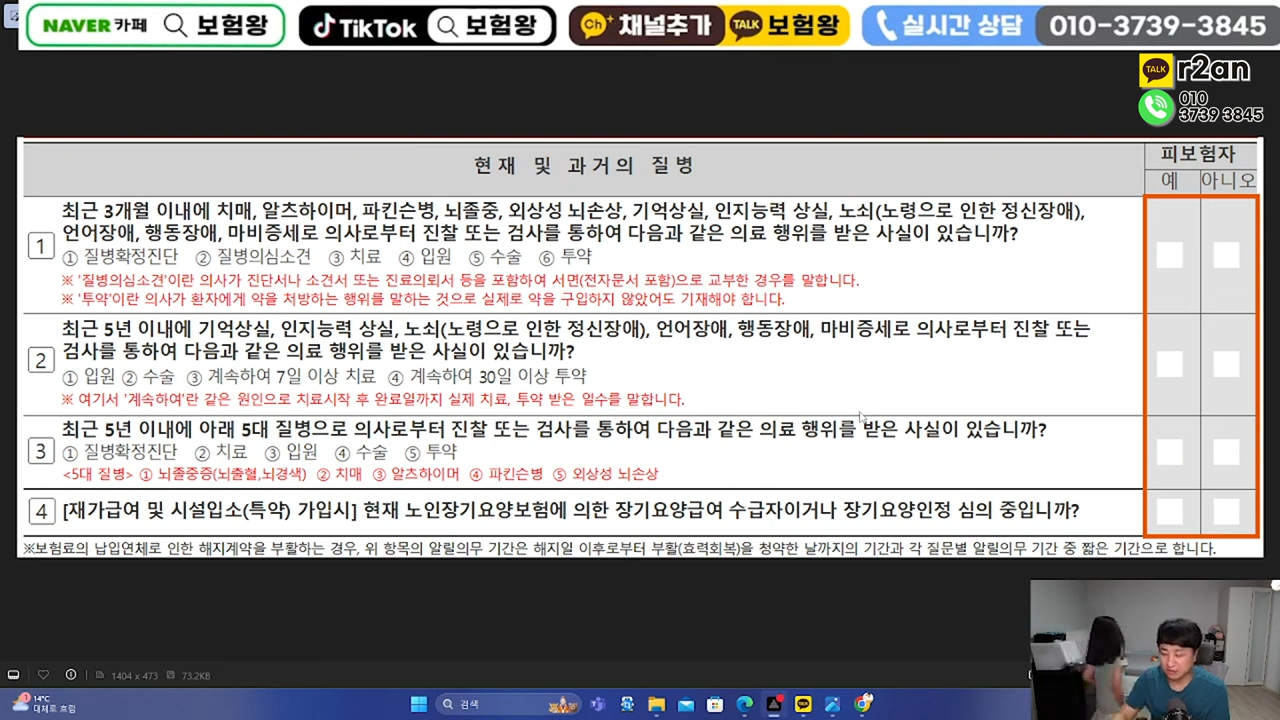 NAVER 카페 보험왕
TikTok 보험왕
Ch+ 채널추가 TALK 보험왕
실시간 상담 010-3739-3845
TALK r2an
010
3739 3845
현재 및 과거의 질병
피보험자
예 아니오
1 최근 3개월 이내에 치매, 알츠하이머, 파킨슨병, 뇌졸중, 외상성 뇌손상, 기억상실, 인지능력 상실, 노쇠(노령으로 인한 정신장애),
언어장애, 행동장애, 마비증세로 의사로부터 진찰 또는 검사를 통하여 다음과 같은 의료 행위를 받은 사실이 있습니까?
① 질병확정진단 ② 질병의심소견 ③ 치료 ④ 입원 ⑤ 수술 ⑥ 투약
※ '질병의심소견'이란 의사가 진단서나 소견서 또는 진료의뢰서 등을 포함하여 서면(전자문서 포함)으로 교부한 경우를 말합니다.
※ '투약'이란 의사가 환자에게 약을 처방하는 행위를 말하는 것으로 실제로 약을 구입하지 않았어도 기재해야 합니다.
2 최근 5년 이내에 기억상실, 인지능력 상실, 노쇠(노령으로 인한 정신장애), 언어장애, 행동장애, 마비증세로 의사로부터 진찰 또는
검사를 통하여 다음과 같은 의료 행위를 받은 사실이 있습니까?
① 입원 ② 수술 ③ 계속하여 7일 이상 치료 ④ 계속하여 30일 이상 투약
※ 여기서 '계속하여'란 같은 원인으로 치료시작 후 완료일까지 실제 치료, 투약 받은 일수를 말합니다.
3 최근 5년 이내에 아래 5대 질병으로 의사로부터 진찰 또는 검사를 통하여 다음과 같은 의료 행위를 받은 사실이 있습니까?
① 질병확정진단 ② 치료 ③ 입원 ④ 수술 ⑤ 투약
<5대 질병> ① 뇌졸중증(뇌출혈,뇌경색) ② 치매 ③ 알츠하이머 ④ 파킨슨병 ⑤ 외상성 뇌손상
4 [재가급여 및 시설입소(특약) 가입시] 현재 노인장기요양보험에 의한 장기요양급여 수급자이거나 장기요양인정 심의 중입니까?
※보험료의 납입연체로 인한 해지계약을 부활하는 경우, 위 항목의 알릴의무 기간은 해지일 이후로부터 부활(효력회복)을 청약한 날까지의 기간과 각 질문별 알릴의무 기간 중 짧은 기간으로 합니다.
1404 x 473 73.2KB
1 14°C
대체로 흐림
검색